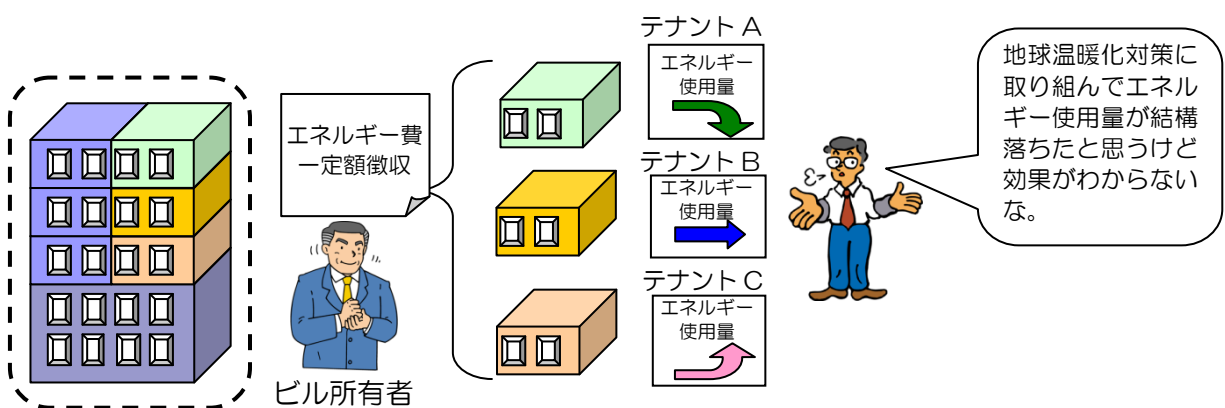 エネルギー費
一定額徴収
ビル所有者
テナント A
エネルギー
使用量
テナント B
エネルギー
使用量
テナント C
エネルギー
使用量
地球温暖化対策に
取り組んでエネル
ギー使用量が結構
落ちたと思うけど
効果がわからない
な。